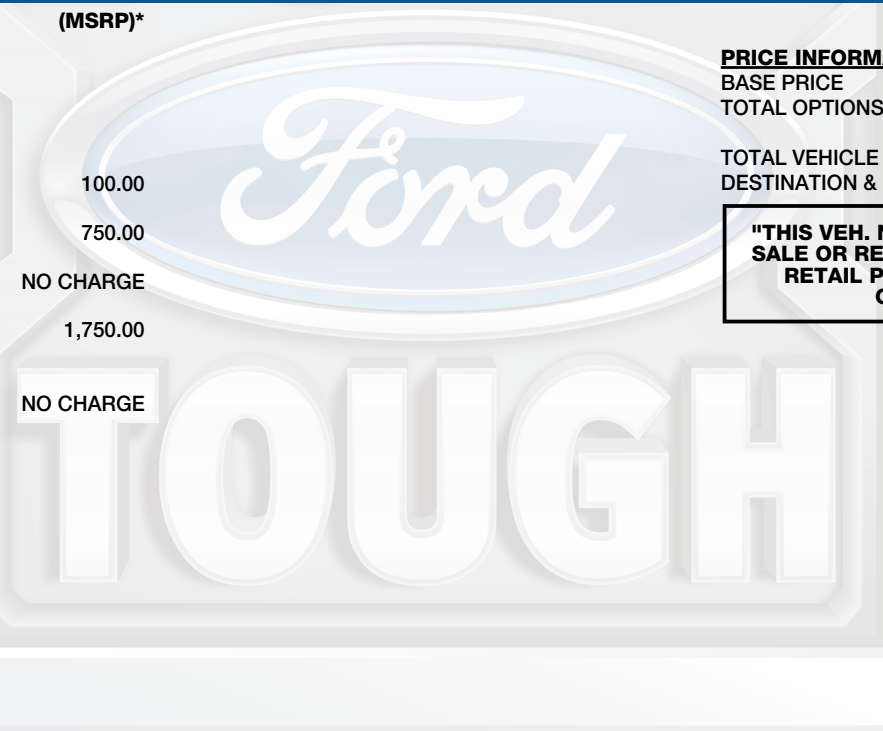 (MSRP)*
100.00
750.00
NO CHARGE
1,750.00
NO CHARGE
PRICE INFORM
BASE PRICE
TOTAL OPTIONS
TOTAL VEHICLE
DESTINATION &
"THIS VEH.
SALE OR RE
RETAIL P
Ford
TOUGH